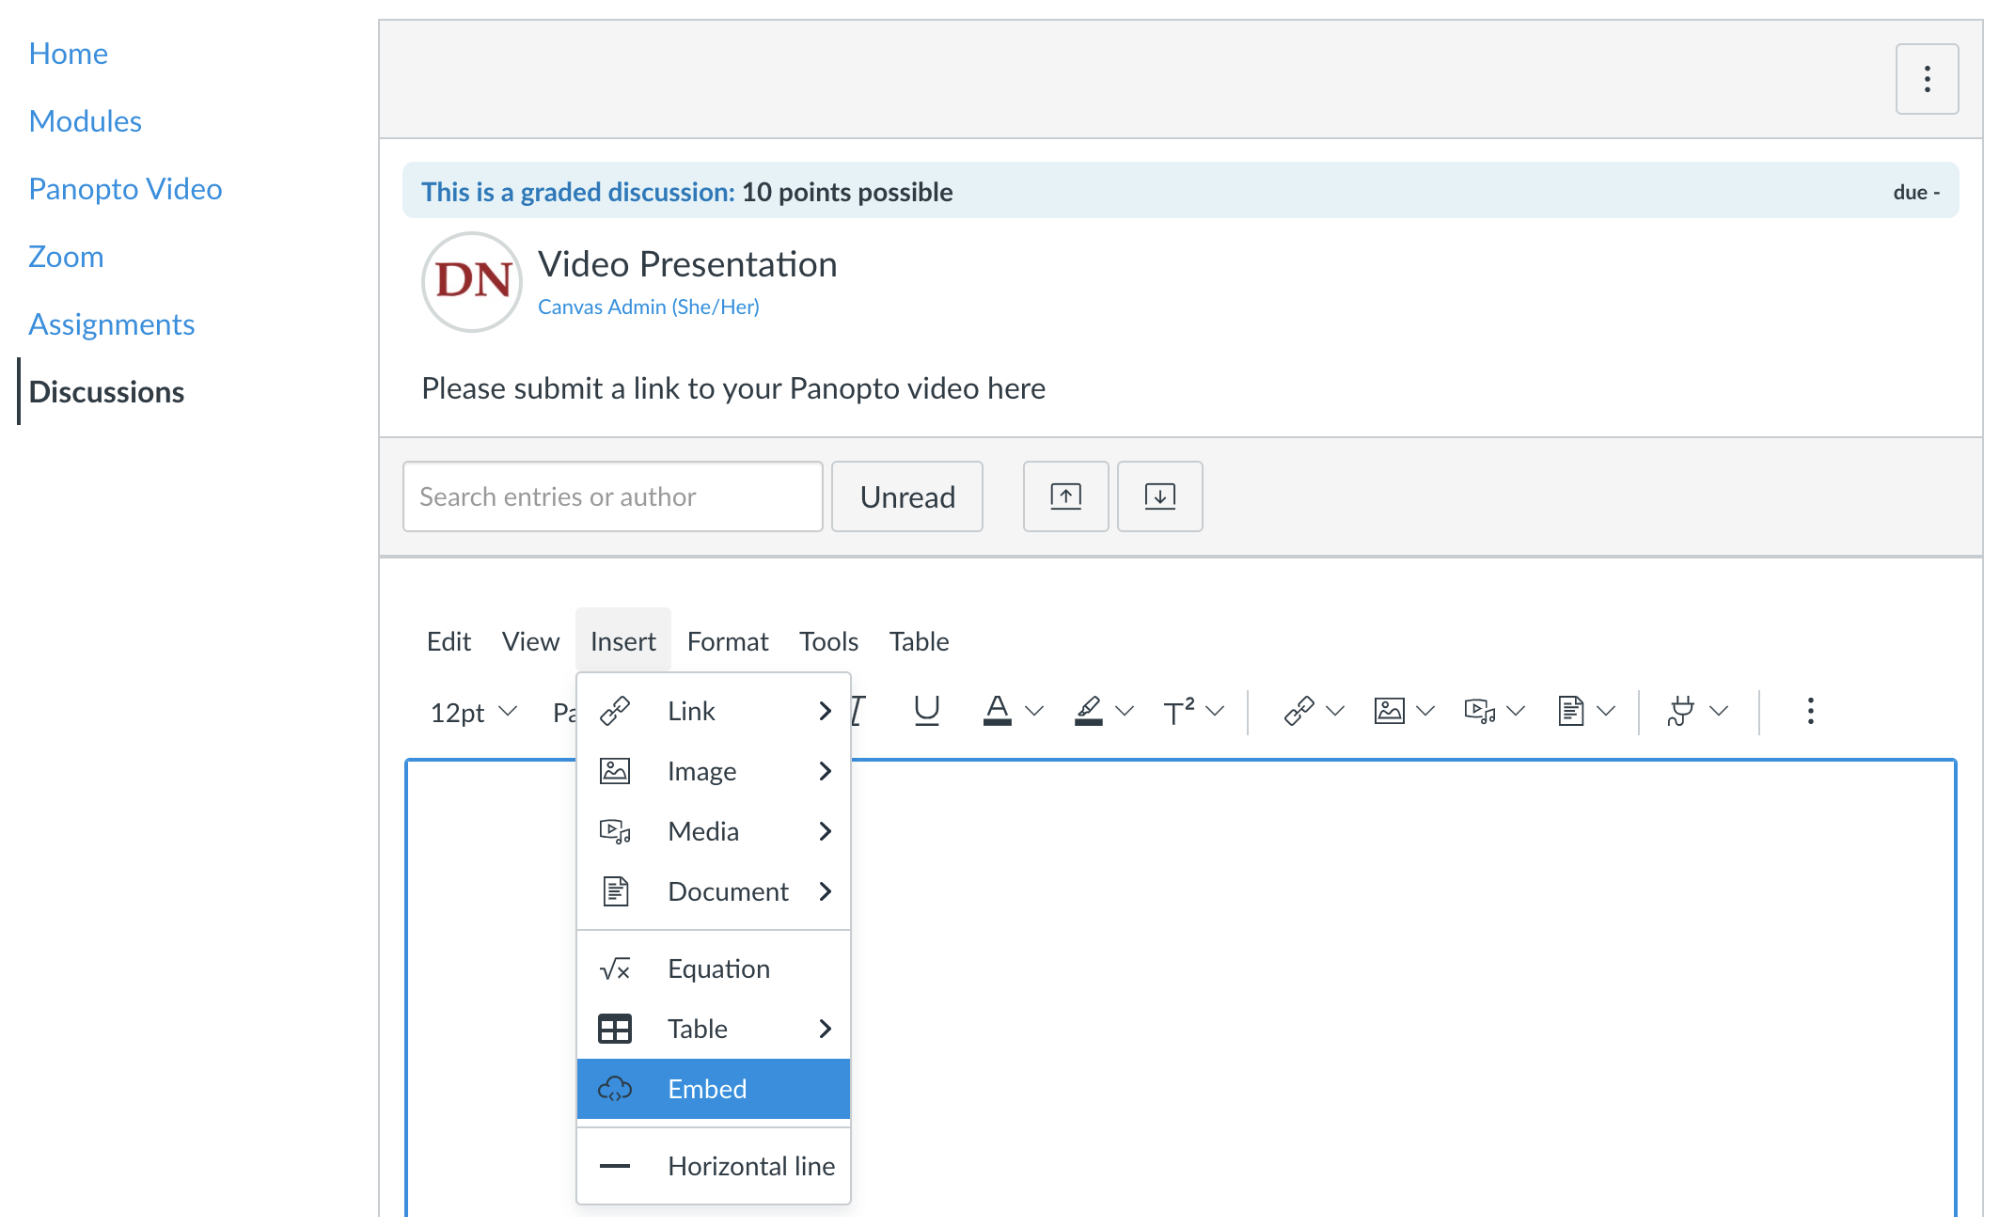 Home
Modules
Panopto Video
Zoom
Assignments
Discussions
This is a graded discussion: 10 points possible
due -
DN
Video Presentation
Canvas Admin (She/Her)
Please submit a link to your Panopto video here
Search entries or author
Unread
Edit View Insert Format Tools Table
12pt
Link
Image
Media
Document
Equation
Table
Embed
Horizontal line